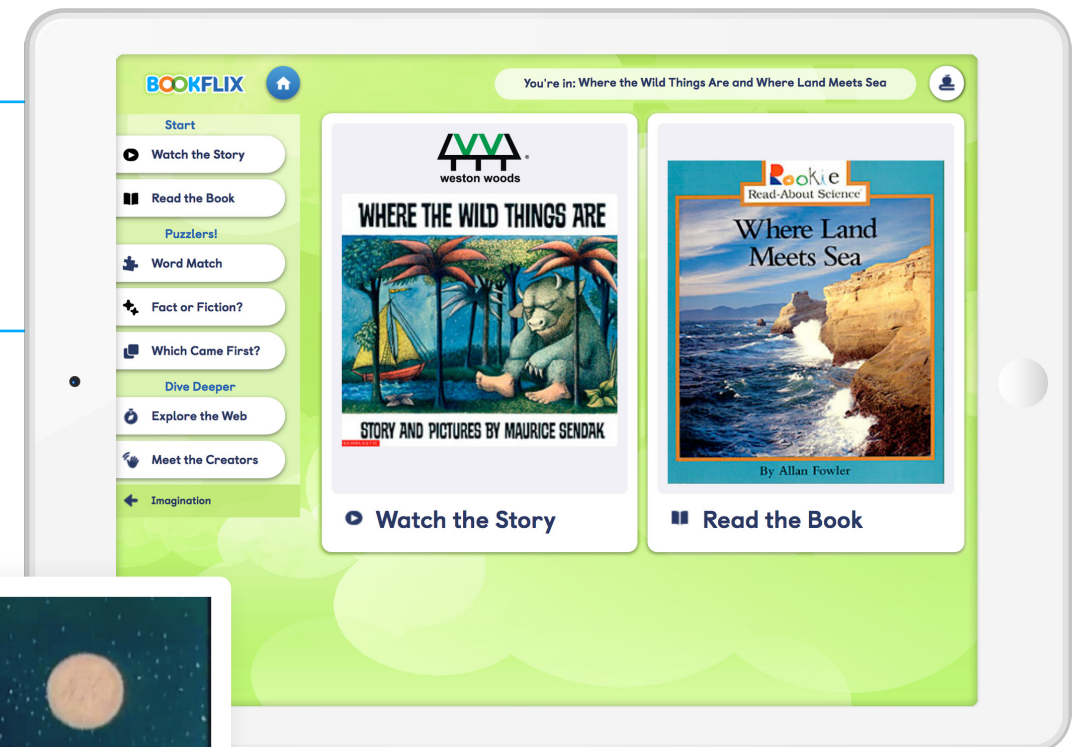 BOOKFLIX
You're in: Where the Wild Things Are and Where Land Meets Sea
Start
Watch the Story
Read the Book
Puzzlers!
Word Match
Fact or Fiction?
Which Came First?
Dive Deeper
Explore the Web
Meet the Creators
Imagination
weston woods®
WHERE THE WILD THINGS ARE
STORY AND PICTURES BY MAURICE SENDAK
Watch the Story
Rookie
Read-About Science®
Where Land
Meets Sea
By Allan Fowler
Read the Book